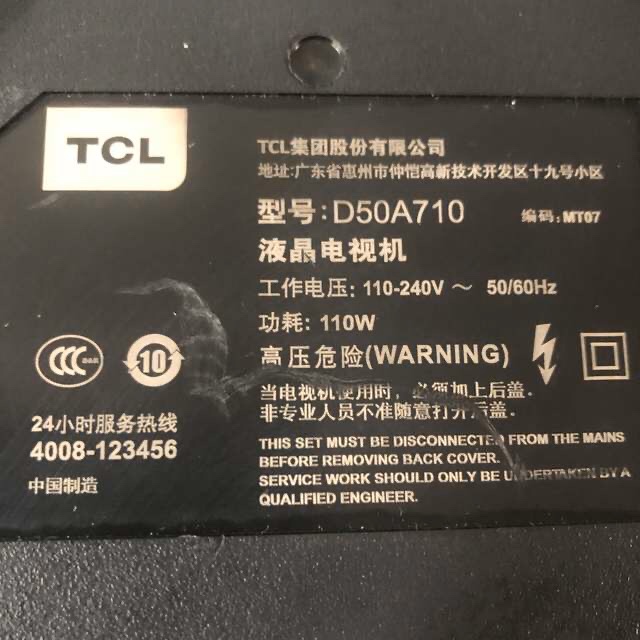 TCL
TCL集团股份有限公司
地址:广东省惠州市仲恺高新技术开发区十九号小区
型号:D50A710
编码:MT07
液晶电视机
工作电压: 110-240V ～ 50/60Hz
功耗: 110W
高压危险(WARNING)
当电视机使用时，必须加上后盖。
非专业人员不准随意打开后盖。
THIS SET MUST BE DISCONNECTED FROM THE MAINS
BEFORE REMOVING BACK COVER.
SERVICE WORK SHOULD ONLY BE UNDERTAKEN BY A
QUALIFIED ENGINEER.
CCC
10
24小时服务热线
4008-123456
中国制造